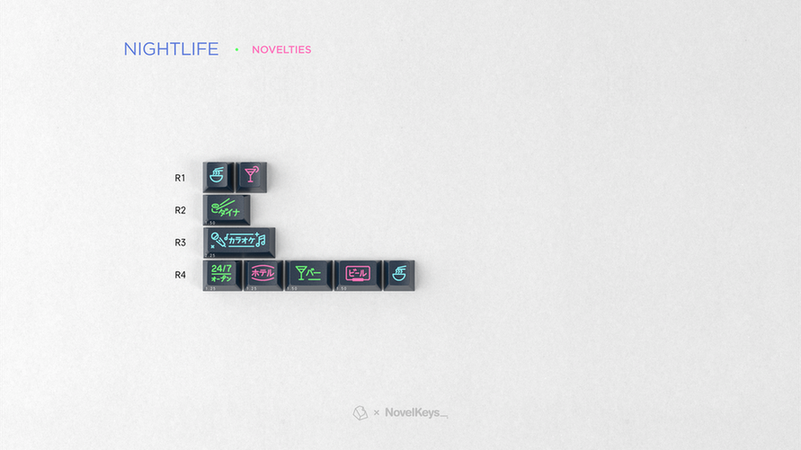 NIGHTLIFE • NOVELTIES
R1
R2
ダイナ
R3
カラオケ
R4
24/7
オープン
ホテル
バー
ビール
× NovelKeys_